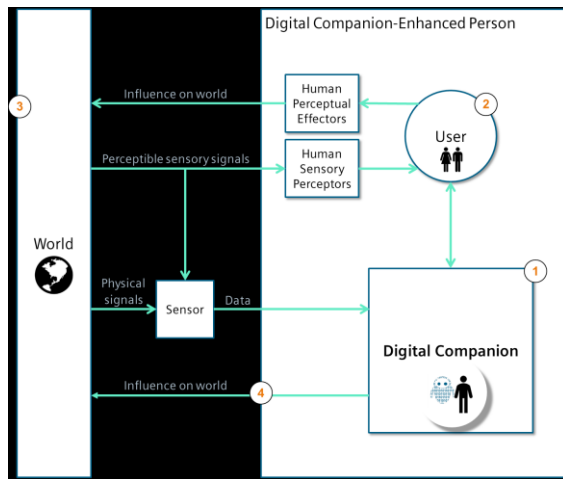 Digital Companion-Enhanced Person
Influence on world
Human
Perceptual
Effectors
3
2
User
Perceptible sensory signals
Human
Sensory
Perceptors
World
1
Physical
signals
Sensor
Data
Digital Companion
Influence on world
4